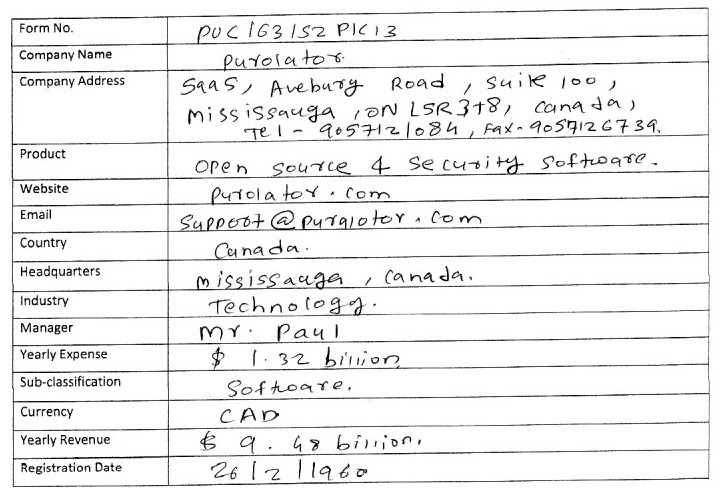 Form No. PUC163152PIC13
Company Name Purolator
Company Address 5995, Avebury Road, Suite 100,
Mississauga, ON L5R3T8, Canada,
Tel - 9057121084, Fax - 9057126739.
Product Open source & Security Software.
Website Purolator.com
Email Support@puralotor.com
Country Canada.
Headquarters Mississauga, Canada.
Industry Technology.
Manager Mr. Paul
Yearly Expense $ 1.32 billion
Sub-classification Software.
Currency CAD
Yearly Revenue $ 9.48 billion.
Registration Date 26/2/1960